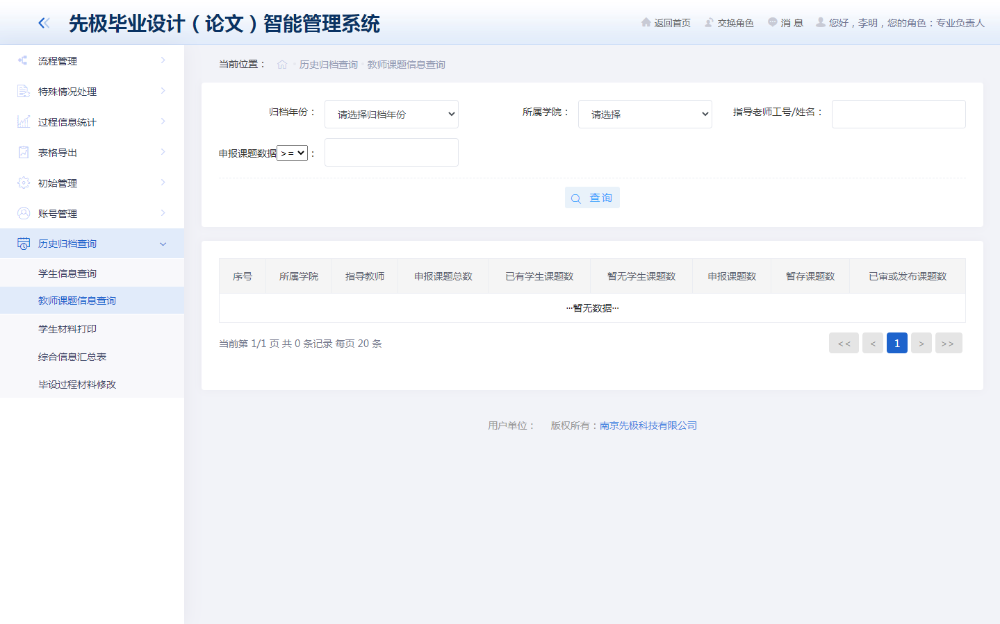 先极毕业设计（论文）智能管理系统
返回首页 交换角色 消 息 您好，李明，您的角色：专业负责人
流程管理
特殊情况处理
过程信息统计
表格导出
初始管理
账号管理
历史归档查询
学生信息查询
教师课题信息查询
学生材料打印
综合信息汇总表
毕设过程材料修改
当前位置： 历史归档查询 教师课题信息查询
归档年份： 请选择归档年份 所属学院： 请选择 指导老师工号/姓名：
申报课题数据 >= ：
查询
序号 所属学院 指导教师 申报课题总数 已有学生课题数 暂无学生课题数 申报课题数 暂存课题数 已审或发布课题数
···暂无数据···
当前第 1/1 页 共 0 条记录 每页 20 条 << < 1 > >>
用户单位： 版权所有：南京先极科技有限公司